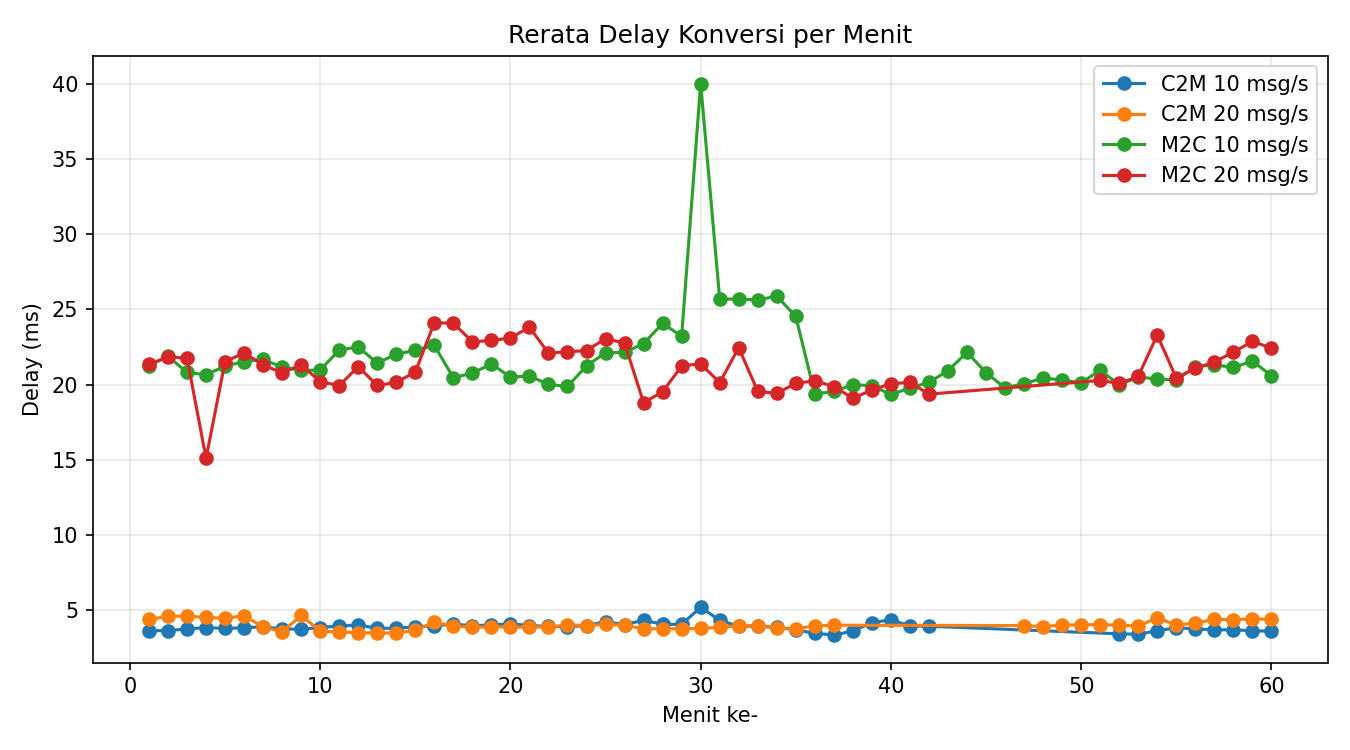 Rerata Delay Konversi per Menit
40
35
30
25
20
15
10
5
Delay (ms)
C2M 10 msg/s
C2M 20 msg/s
M2C 10 msg/s
M2C 20 msg/s
0
10
20
30
40
50
60
Menit ke-